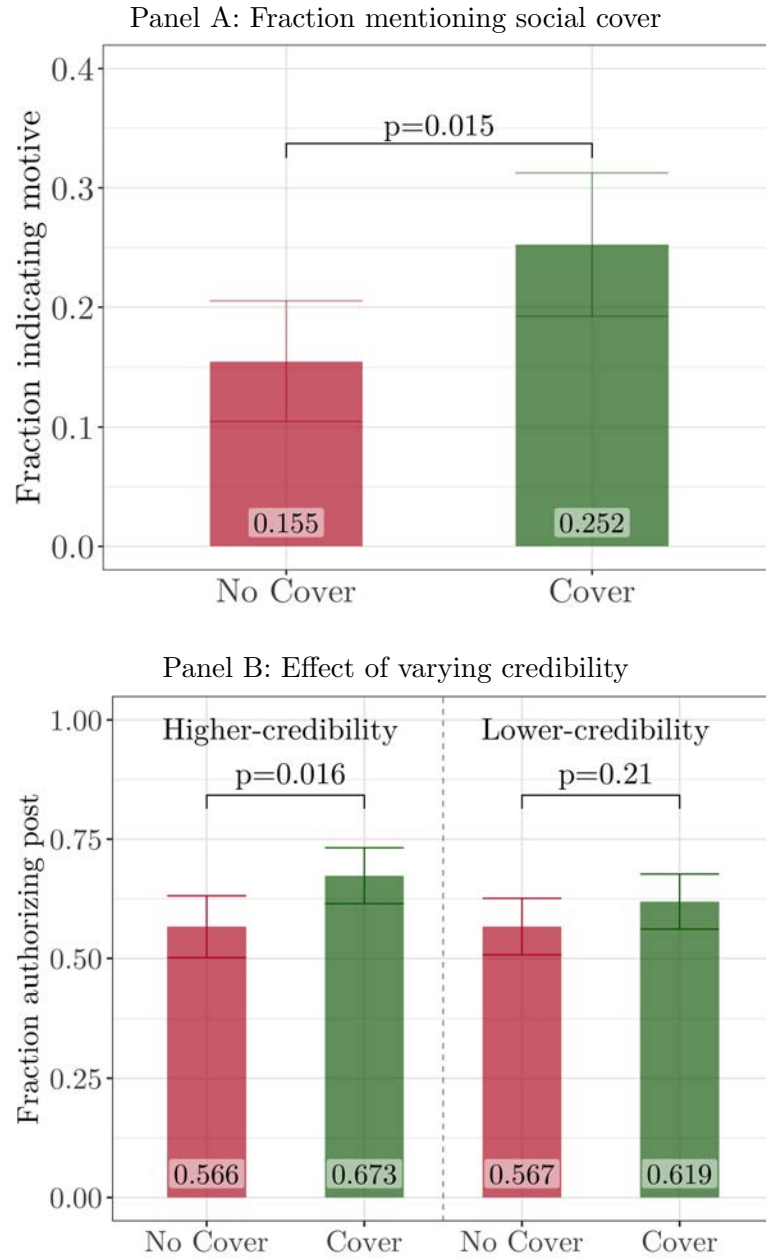 Panel A: Fraction mentioning social cover
Fraction indicating motive
0.4
0.3
0.2
0.1
0.0
p=0.015
0.155
0.252
No Cover
Cover
Panel B: Effect of varying credibility
Fraction authorizing post
1.00
0.75
0.50
0.25
0.00
Higher-credibility
Lower-credibility
p=0.016
p=0.21
0.566
0.673
0.567
0.619
No Cover
Cover
No Cover
Cover